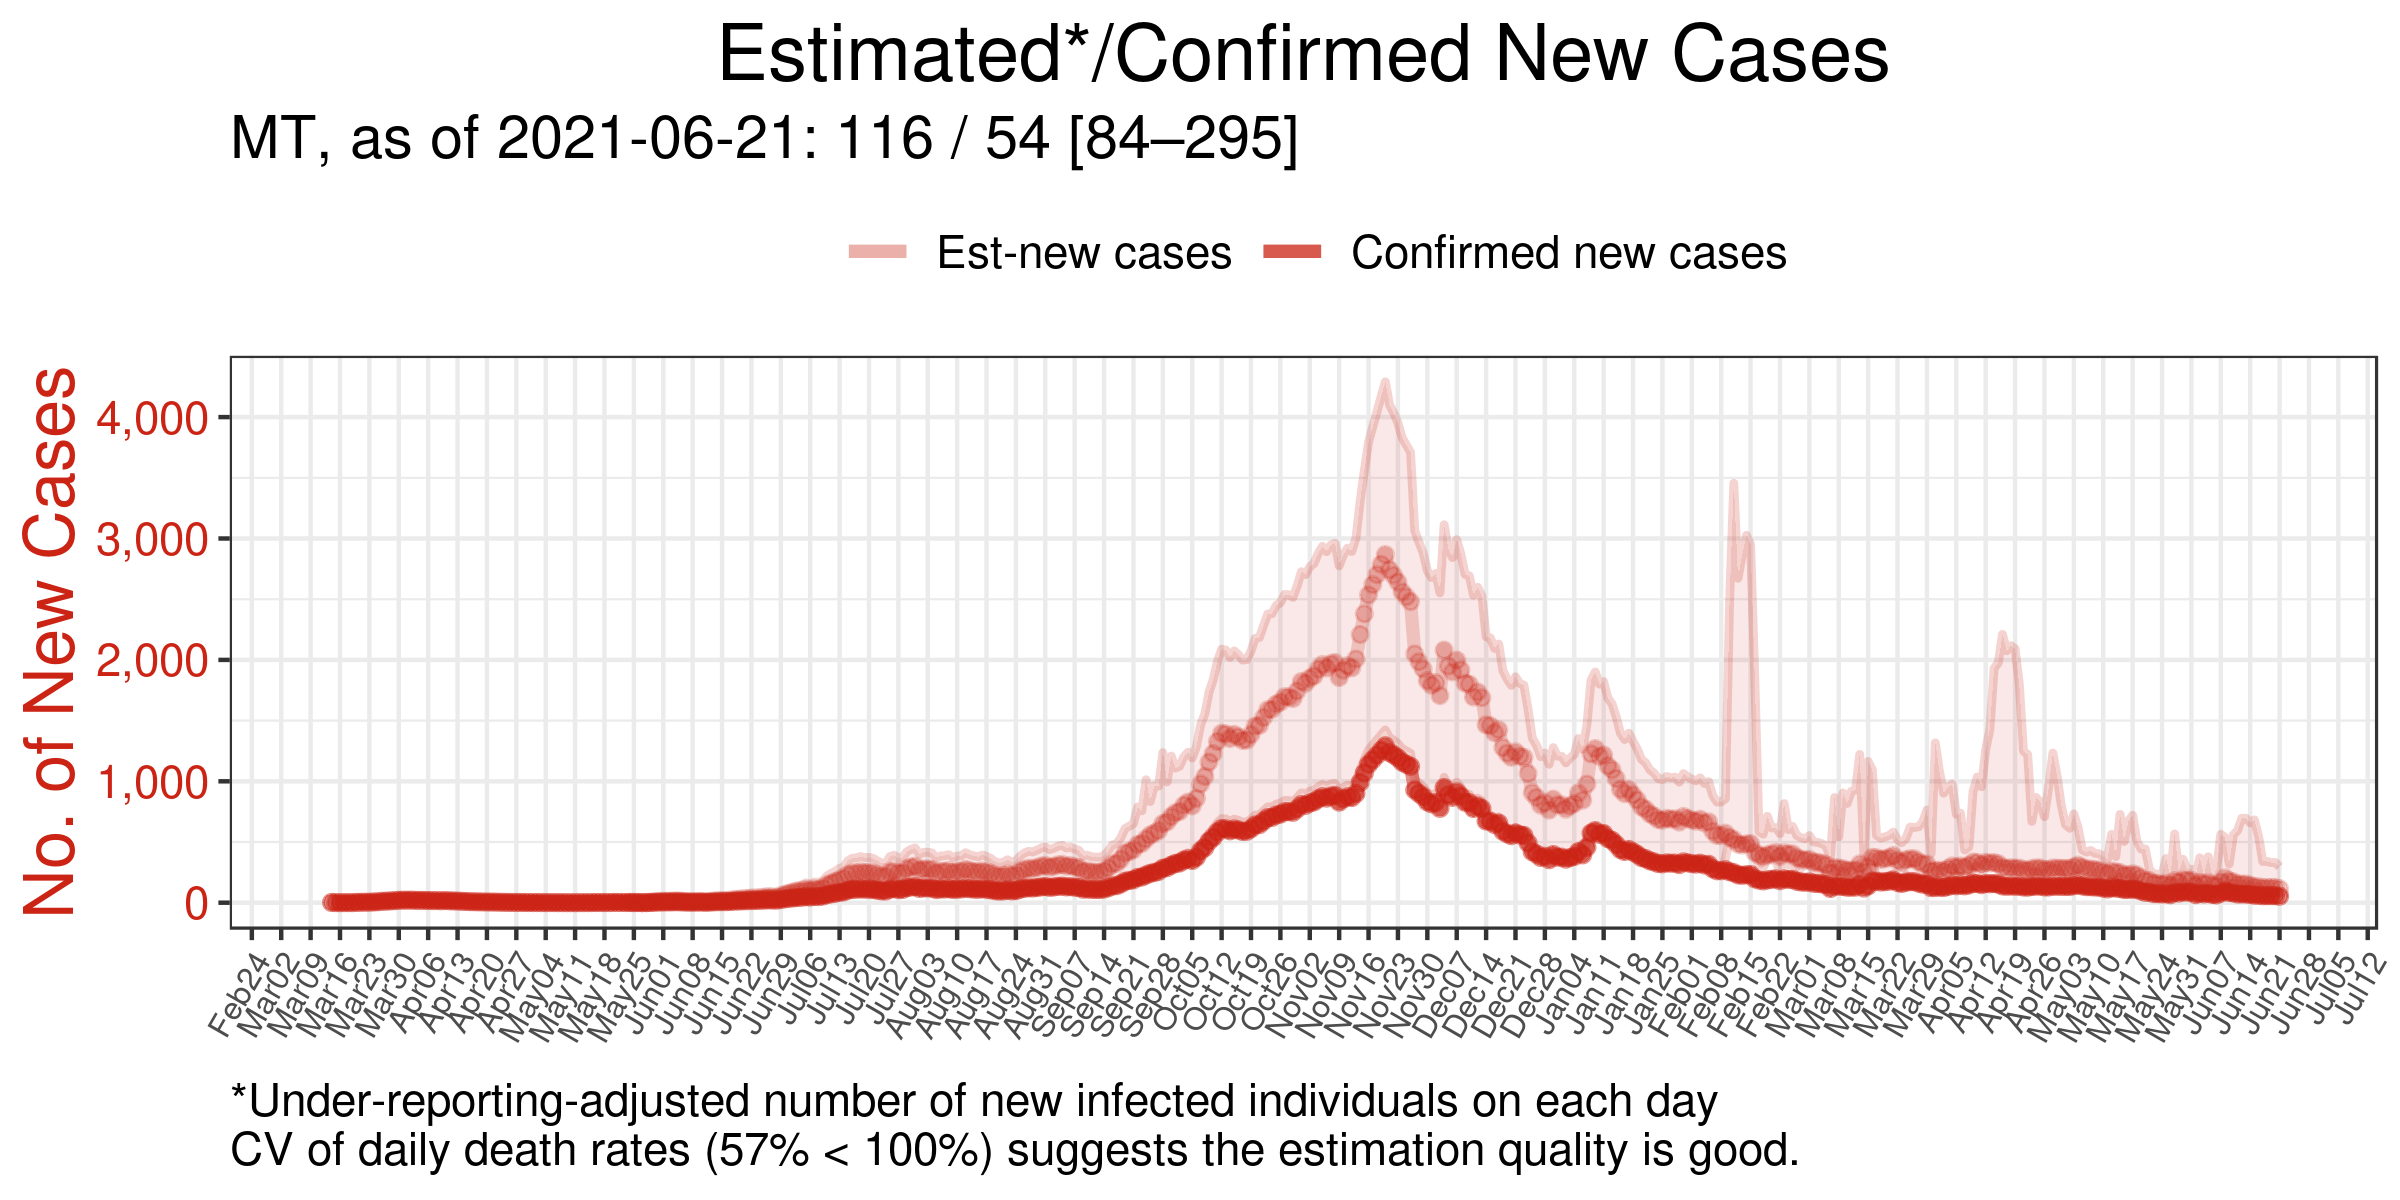 Estimated*/Confirmed New Cases
MT, as of 2021-06-21: 116 / 54 [84–295]
Est-new cases
Confirmed new cases
No. of New Cases
4,000
3,000
2,000
1,000
0
Feb24
Mar02
Mar09
Mar16
Mar23
Mar30
Apr06
Apr13
Apr20
Apr27
May04
May11
May18
May25
Jun01
Jun08
Jun15
Jun22
Jun29
Jul06
Jul13
Jul20
Jul27
Aug03
Aug10
Aug17
Aug24
Aug31
Sep07
Sep14
Sep21
Sep28
Oct05
Oct12
Oct19
Oct26
Nov02
Nov09
Nov16
Nov23
Nov30
Dec07
Dec14
Dec21
Dec28
Jan04
Jan11
Jan18
Jan25
Feb01
Feb08
Feb15
Feb22
Mar01
Mar08
Mar15
Mar22
Mar29
Apr05
Apr12
Apr19
Apr26
May03
May10
May17
May24
May31
Jun07
Jun14
Jun21
Jun28
Jul05
Jul12
*Under-reporting-adjusted number of new infected individuals on each day
CV of daily death rates (57% < 100%) suggests the estimation quality is good.